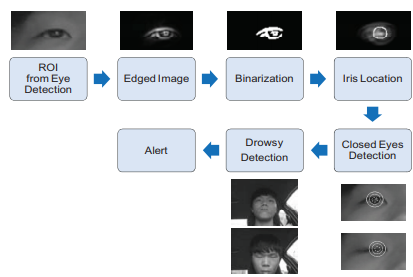 ROI
from Eye
Detection
Edged Image
Binarization
Iris Location
Closed Eyes
Detection
Drowsy
Detection
Alert